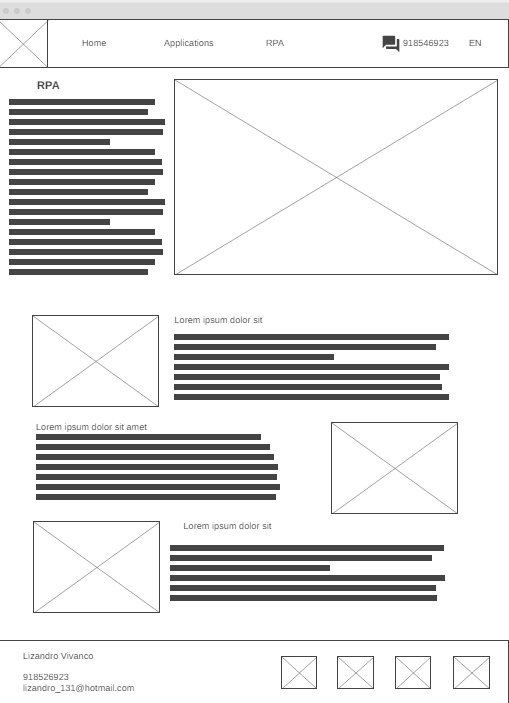 Home Applications RPA 918546923 EN
RPA
Lorem ipsum dolor sit
Lorem ipsum dolor sit amet
Lorem ipsum dolor sit
Lizandro Vivanco
918526923
lizandro_131@hotmail.com